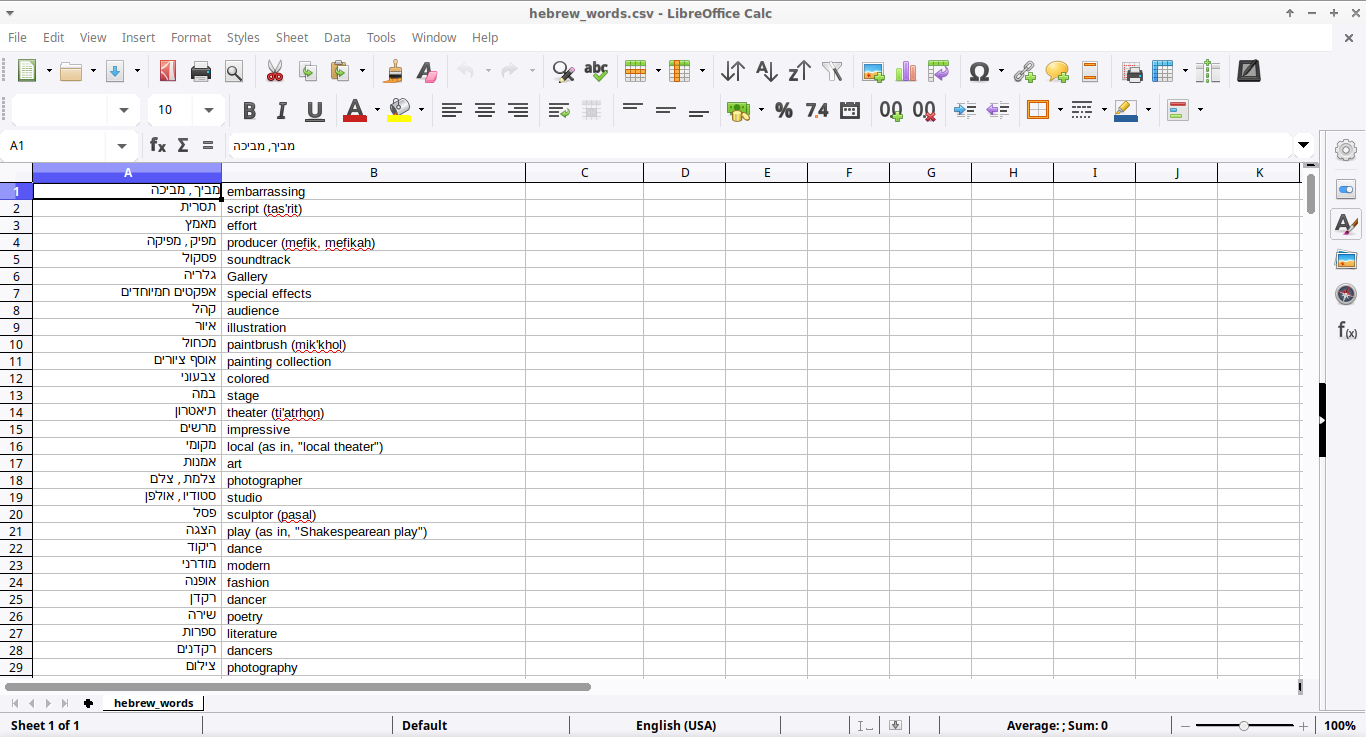 hebrew_words.csv - LibreOffice Calc
File Edit View Insert Format Styles Sheet Data Tools Window Help
10
A1 מביך, מביכה
A B C D E F G H I J K
1 מביך, מביכה embarrassing
2 תסרית script (tas'rit)
3 מאמץ effort
4 מפיק, מפיקה producer (mefik, mefikah)
5 פסקול soundtrack
6 גלריה Gallery
7 אפקטים חמיוחדים special effects
8 קהל audience
9 איור illustration
10 מכחול paintbrush (mik'khol)
11 אוסף ציורים painting collection
12 צבעוני colored
13 במה stage
14 תיאטרון theater (ti'atrhon)
15 מרשים impressive
16 מקומי local (as in, "local theater")
17 אמנות art
18 צלמת, צלם photographer
19 סטודיו, אולפן studio
20 פסל sculptor (pasal)
21 הצגה play (as in, "Shakespearean play")
22 ריקוד dance
23 מודרני modern
24 אופנה fashion
25 רקדן dancer
26 שירה poetry
27 ספרות literature
28 רקדנים dancers
29 צילום photography
hebrew_words
Sheet 1 of 1 Default English (USA) Average: ; Sum: 0 100%